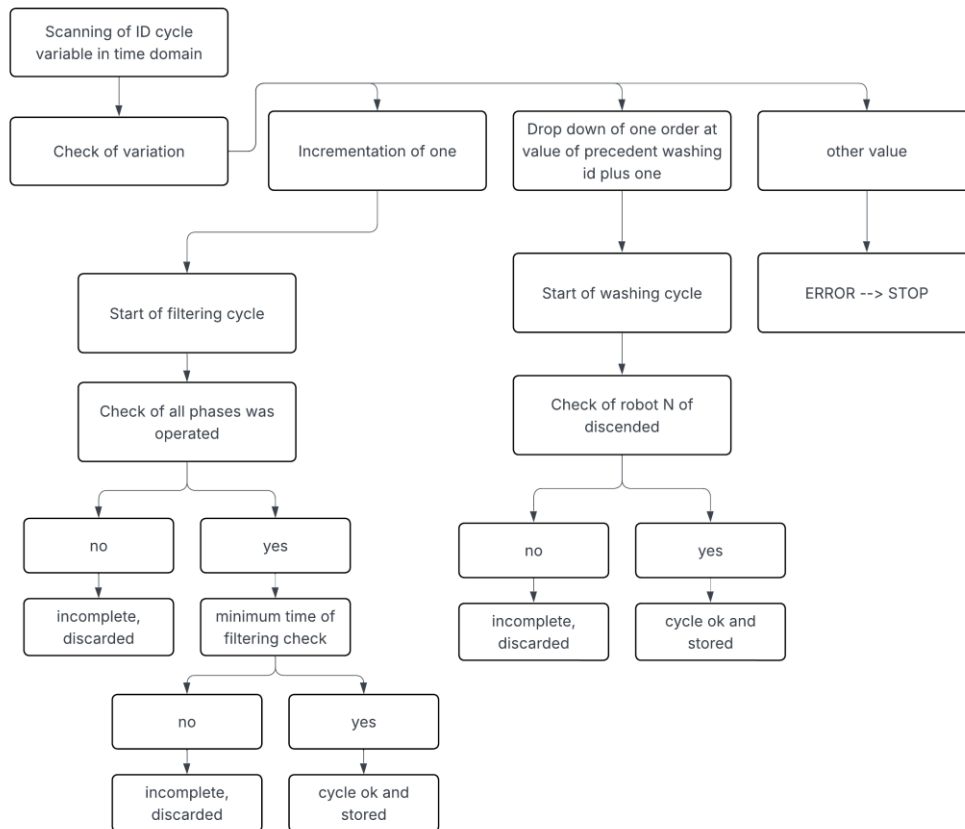 Scanning of ID cycle
variable in time domain
Check of variation
Incrementation of one
Drop down of one order at
value of precedent washing
id plus one
other value
Start of filtering cycle
Start of washing cycle
ERROR --> STOP
Check of all phases was
operated
Check of robot N of
discended
no
yes
no
yes
incomplete,
discarded
minimum time of
filtering check
incomplete,
discarded
cycle ok and
stored
no
yes
incomplete,
discarded
cycle ok and
stored